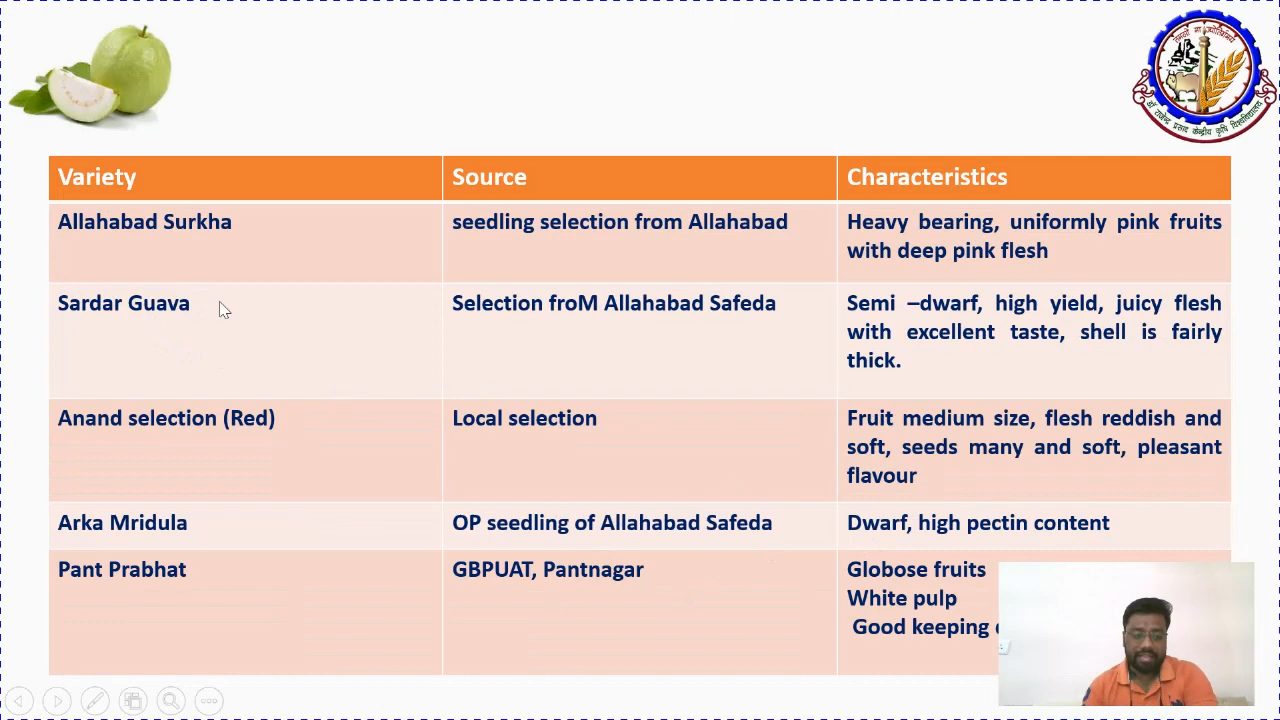 Variety Source Characteristics
Allahabad Surkha seedling selection from Allahabad Heavy bearing, uniformly pink fruits
with deep pink flesh
Sardar Guava Selection froM Allahabad Safeda Semi –dwarf, high yield, juicy flesh
with excellent taste, shell is fairly
thick.
Anand selection (Red) Local selection Fruit medium size, flesh reddish and
soft, seeds many and soft, pleasant
flavour
Arka Mridula OP seedling of Allahabad Safeda Dwarf, high pectin content
Pant Prabhat GBPUAT, Pantnagar Globose fruits
White pulp
Good keeping
डॉ राजेन्द्र प्रसाद केन्द्रीय कृषि विश्वविद्यालय